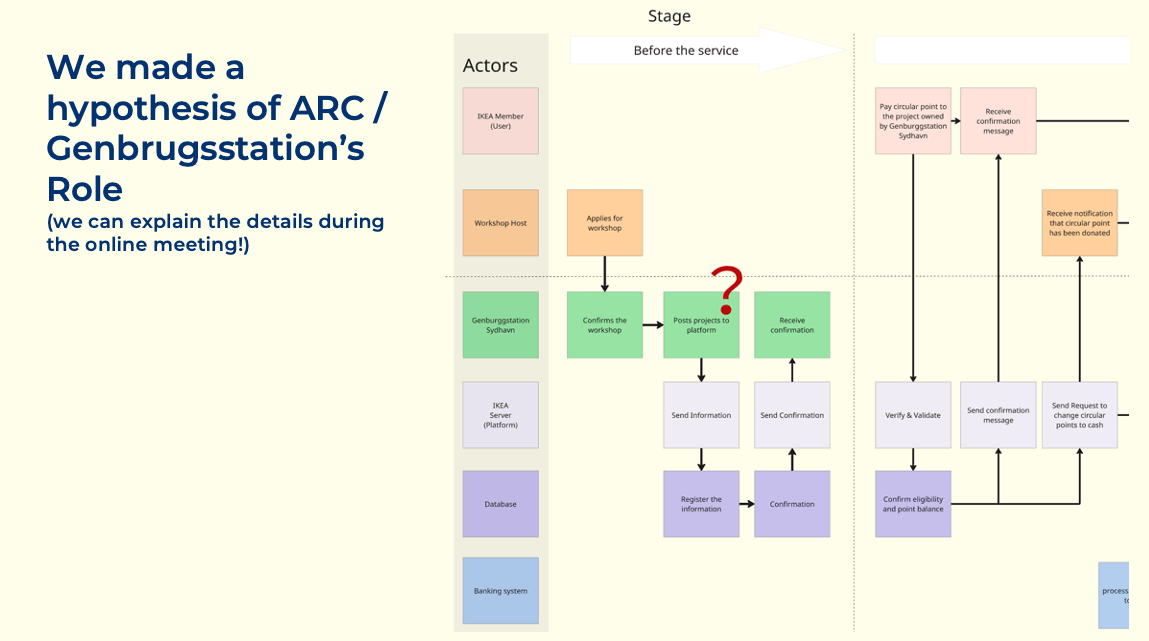 We made a
hypothesis of ARC /
Genbrugsstation’s
Role
(we can explain the details during
the online meeting!)
Stage
Before the service
Actors
IKEA Member
(User)
Pay circular point to
the project owned
by Genburggstation
Sydhavn
Receive
confirmation
message
Workshop Host
Applies for
workshop
Receive notification
that circular point
has been donated
?
Genburggstation
Sydhavn
Confirms the
workshop
Posts projects to
platform
Receive
confirmation
IKEA
Server
(Platform)
Send Information
Send Confirmation
Verify & Validate
Send confirmation
message
Send Request to
change circular
points to cash
Database
Register the
information
Confirmation
Confirm eligibility
and point balance
Banking system
process